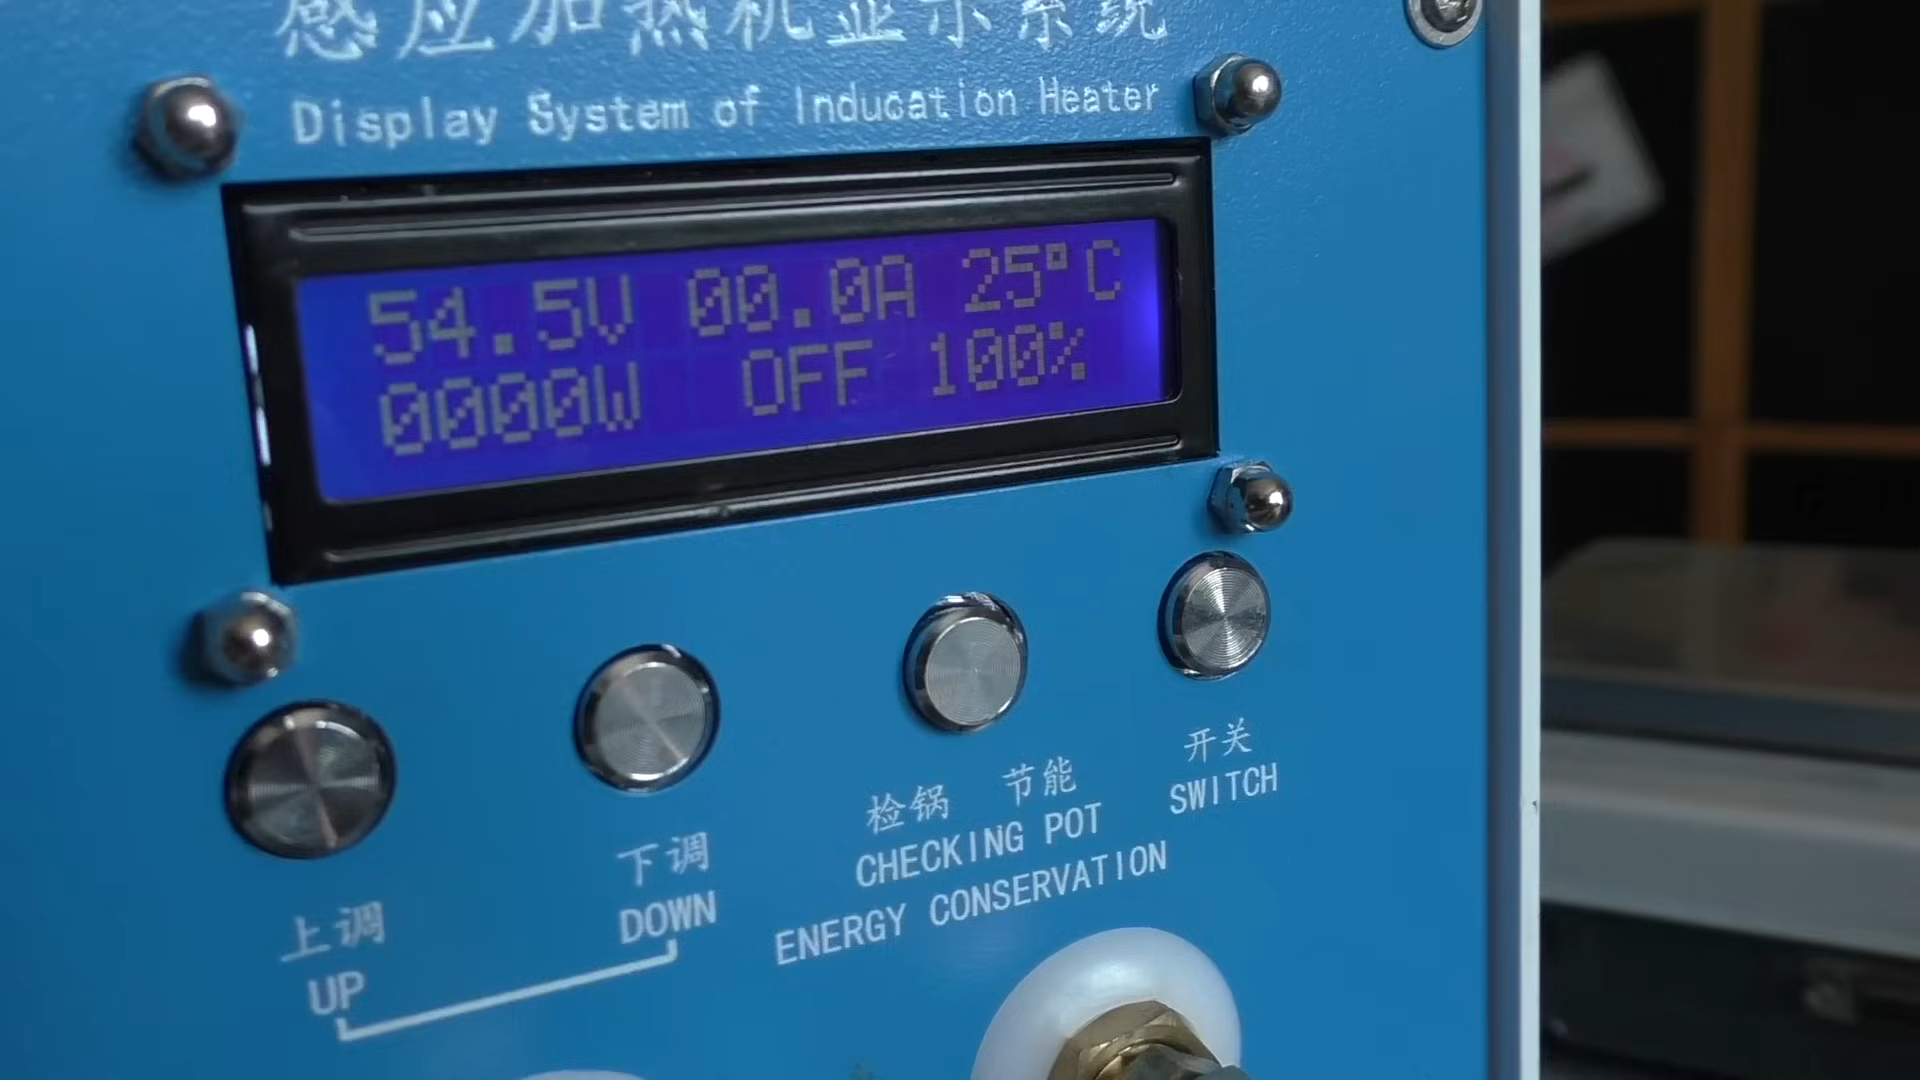 感应加热机显示系统
Display System of Inducation Heater
54.5V 00.0A 25°C
0000W OFF 100%
上调
UP
下调
DOWN
检锅 节能
CHECKING POT
ENERGY CONSERVATION
开关
SWITCH